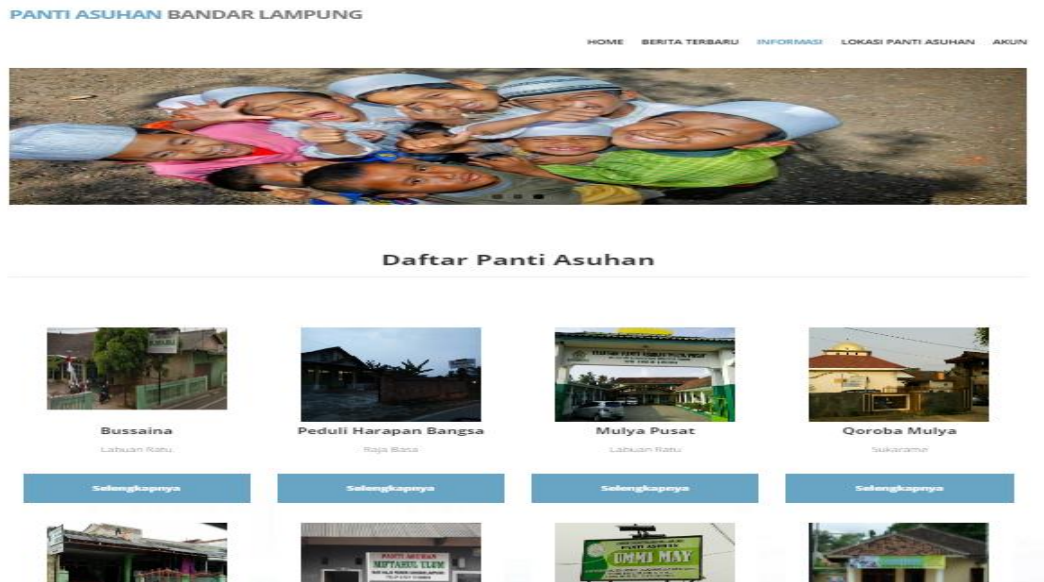 PANTI ASUHAN BANDAR LAMPUNG
HOME BERITA TERBARU INFORMASI LOKASI PANTI ASUHAN AKUN
Daftar Panti Asuhan
Bussaina Peduli Harapan Bangsa Mulya Pusat Qoroba Mulya
Labuan Ratu Raja Basa Labuan Ratu Sukarame
Selengkapnya Selengkapnya Selengkapnya Selengkapnya
PANTI ASUHAN
MIFTAHUL ULUM
PANTI ASUHAN
UMMI MAY